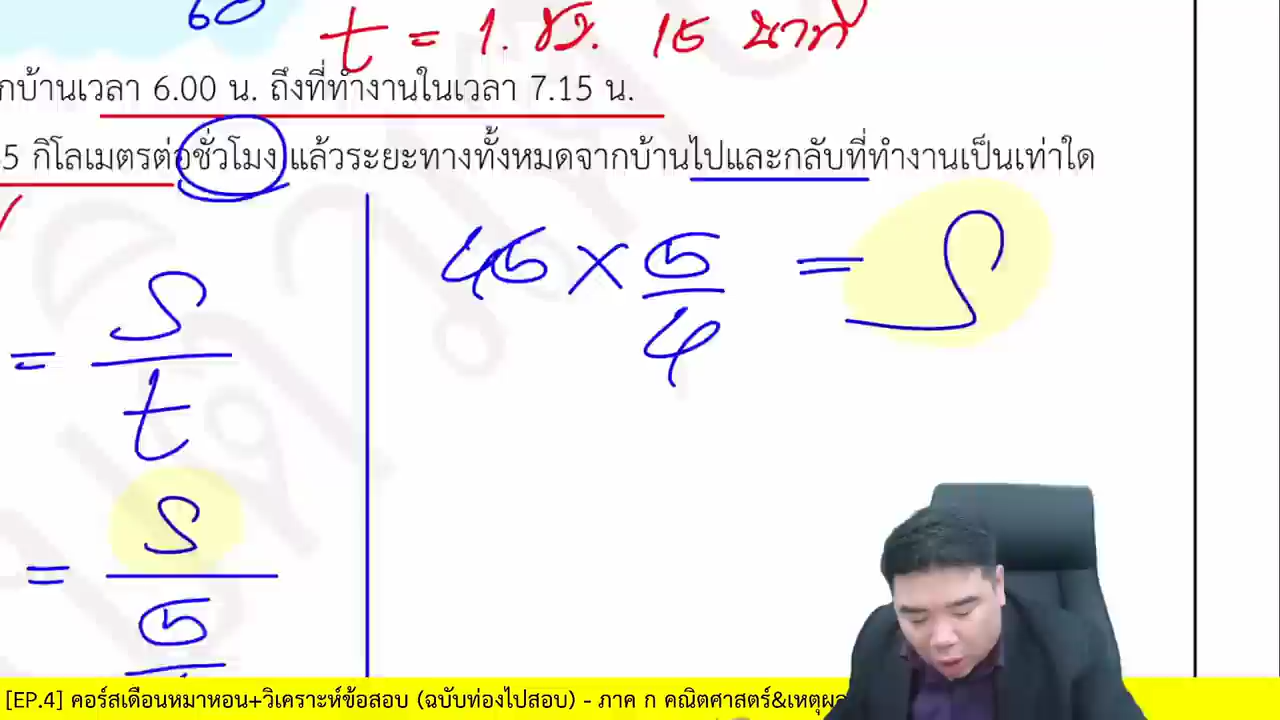 60
t = 1. ชม. 15 นาที
กบ้านเวลา 6.00 น. ถึงที่ทำงานในเวลา 7.15 น.
5 กิโลเมตรต่อชั่วโมง แล้วระยะทางทั้งหมดจากบ้านไปและกลับที่ทำงานเป็นเท่าใด
45 × 5/4 = S
= S/t
= S/5
[EP.4] คอร์สเดือนหมาหอน+วิเคราะห์ข้อสอบ (ฉบับท่องไปสอบ) - ภาค ก คณิตศาสตร์&เหตุผ